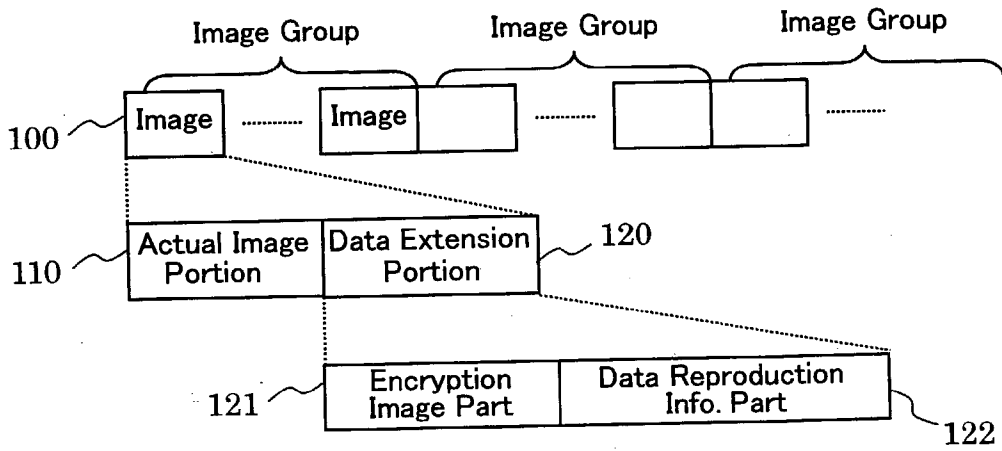 Image Group
Image Group
Image Group
100
Image
Image
110
Actual Image
Portion
Data Extension
Portion
120
121
Encryption
Image Part
Data Reproduction
Info. Part
122